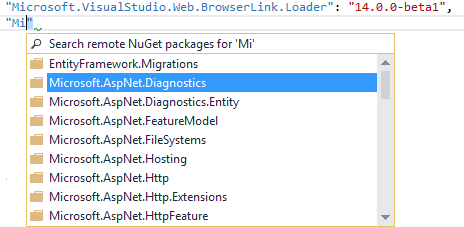 "Microsoft.VisualStudio.Web.BrowserLink.Loader": "14.0.0-beta1",
"Mi"
Search remote NuGet packages for 'Mi'
EntityFramework.Migrations
Microsoft.AspNet.Diagnostics
Microsoft.AspNet.Diagnostics.Entity
Microsoft.AspNet.FeatureModel
Microsoft.AspNet.FileSystems
Microsoft.AspNet.Hosting
Microsoft.AspNet.Http
Microsoft.AspNet.Http.Extensions
Microsoft.AspNet.HttpFeature